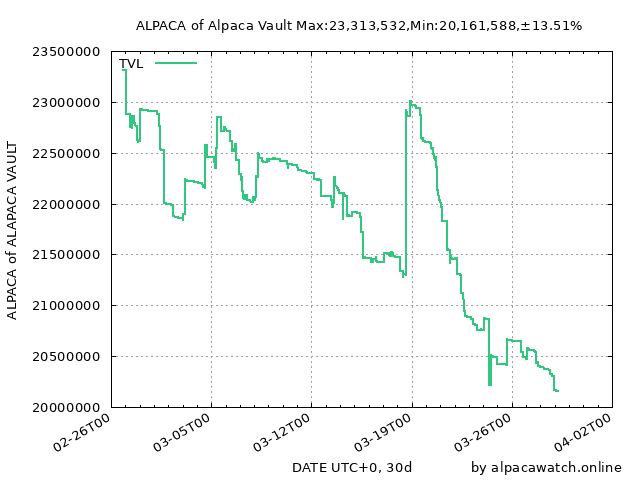 ALPACA of Alpaca Vault Max:23,313,532,Min:20,161,588,±13.51%
TVL
23500000
23000000
22500000
22000000
21500000
21000000
20500000
20000000
ALPACA of ALAPACA VAULT
02-26T00
03-05T00
03-12T00
03-19T00
03-26T00
04-02T00
DATE UTC+0, 30d
by alpacawatch.online